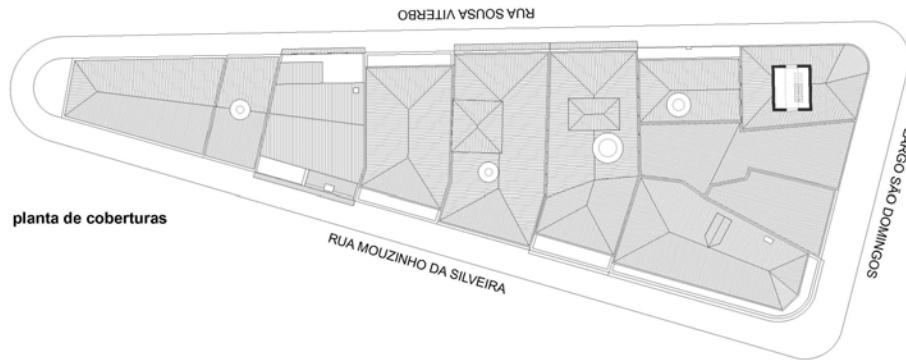 RUA SOUSA VITERBO
LARGO SÃO DOMINGOS
planta de coberturas
RUA MOUZINHO DA SILVEIRA